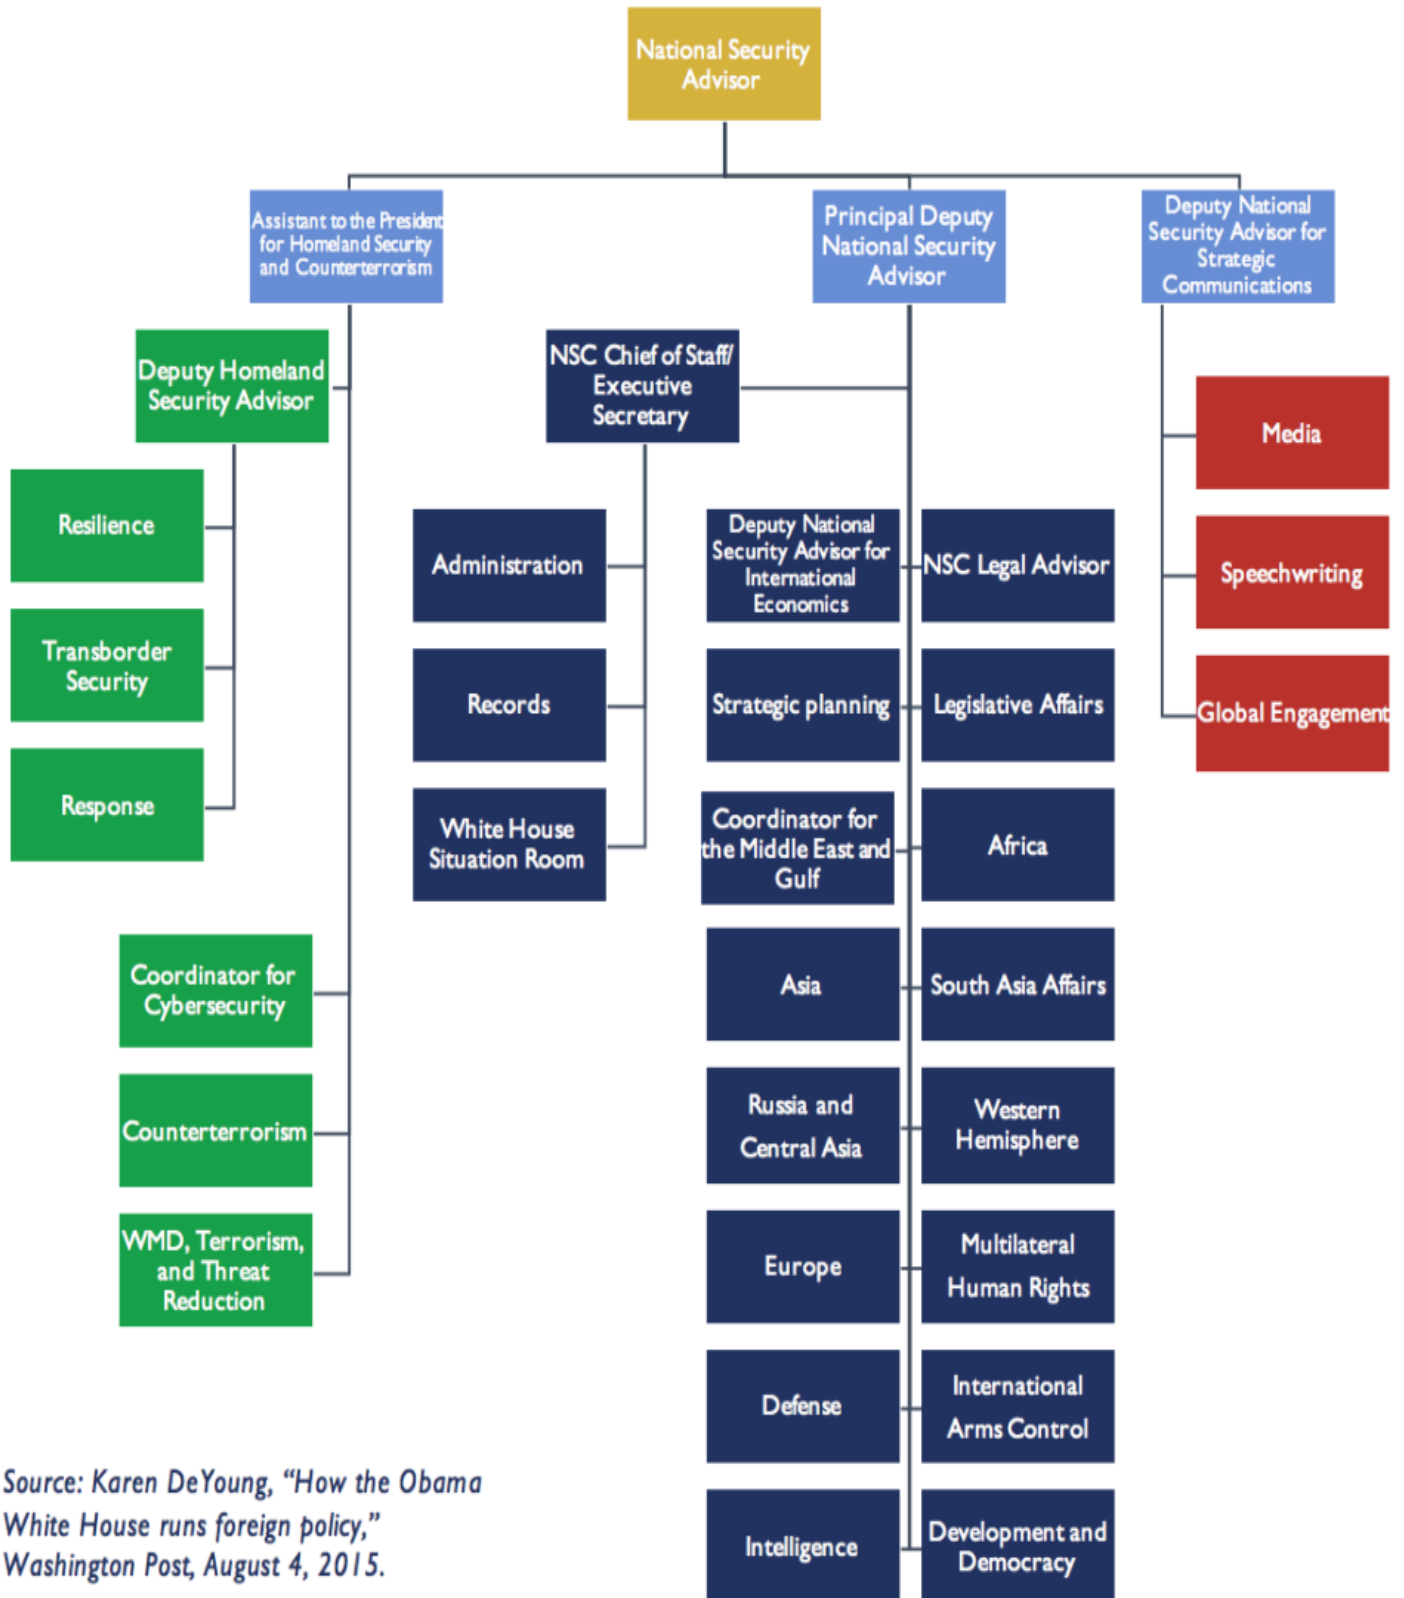 National Security
Advisor
Assistant to the President
for Homeland Security
and Counterterrorism
Principal Deputy
National Security
Advisor
Deputy National
Security Advisor for
Strategic
Communications
Deputy Homeland
Security Advisor
Resilience
Transborder
Security
Response
Coordinator for
Cybersecurity
Counterterrorism
WMD, Terrorism,
and Threat
Reduction
NSC Chief of Staff/
Executive
Secretary
Administration
Records
White House
Situation Room
Deputy National
Security Advisor for
International
Economics
NSC Legal Advisor
Strategic planning
Legislative Affairs
Coordinator for
the Middle East and
Gulf
Africa
Asia
South Asia Affairs
Russia and
Central Asia
Western
Hemisphere
Europe
Multilateral
Human Rights
Defense
International
Arms Control
Intelligence
Development and
Democracy
Media
Speechwriting
Global Engagement
Source: Karen DeYoung, “How the Obama
White House runs foreign policy,”
Washington Post, August 4, 2015.